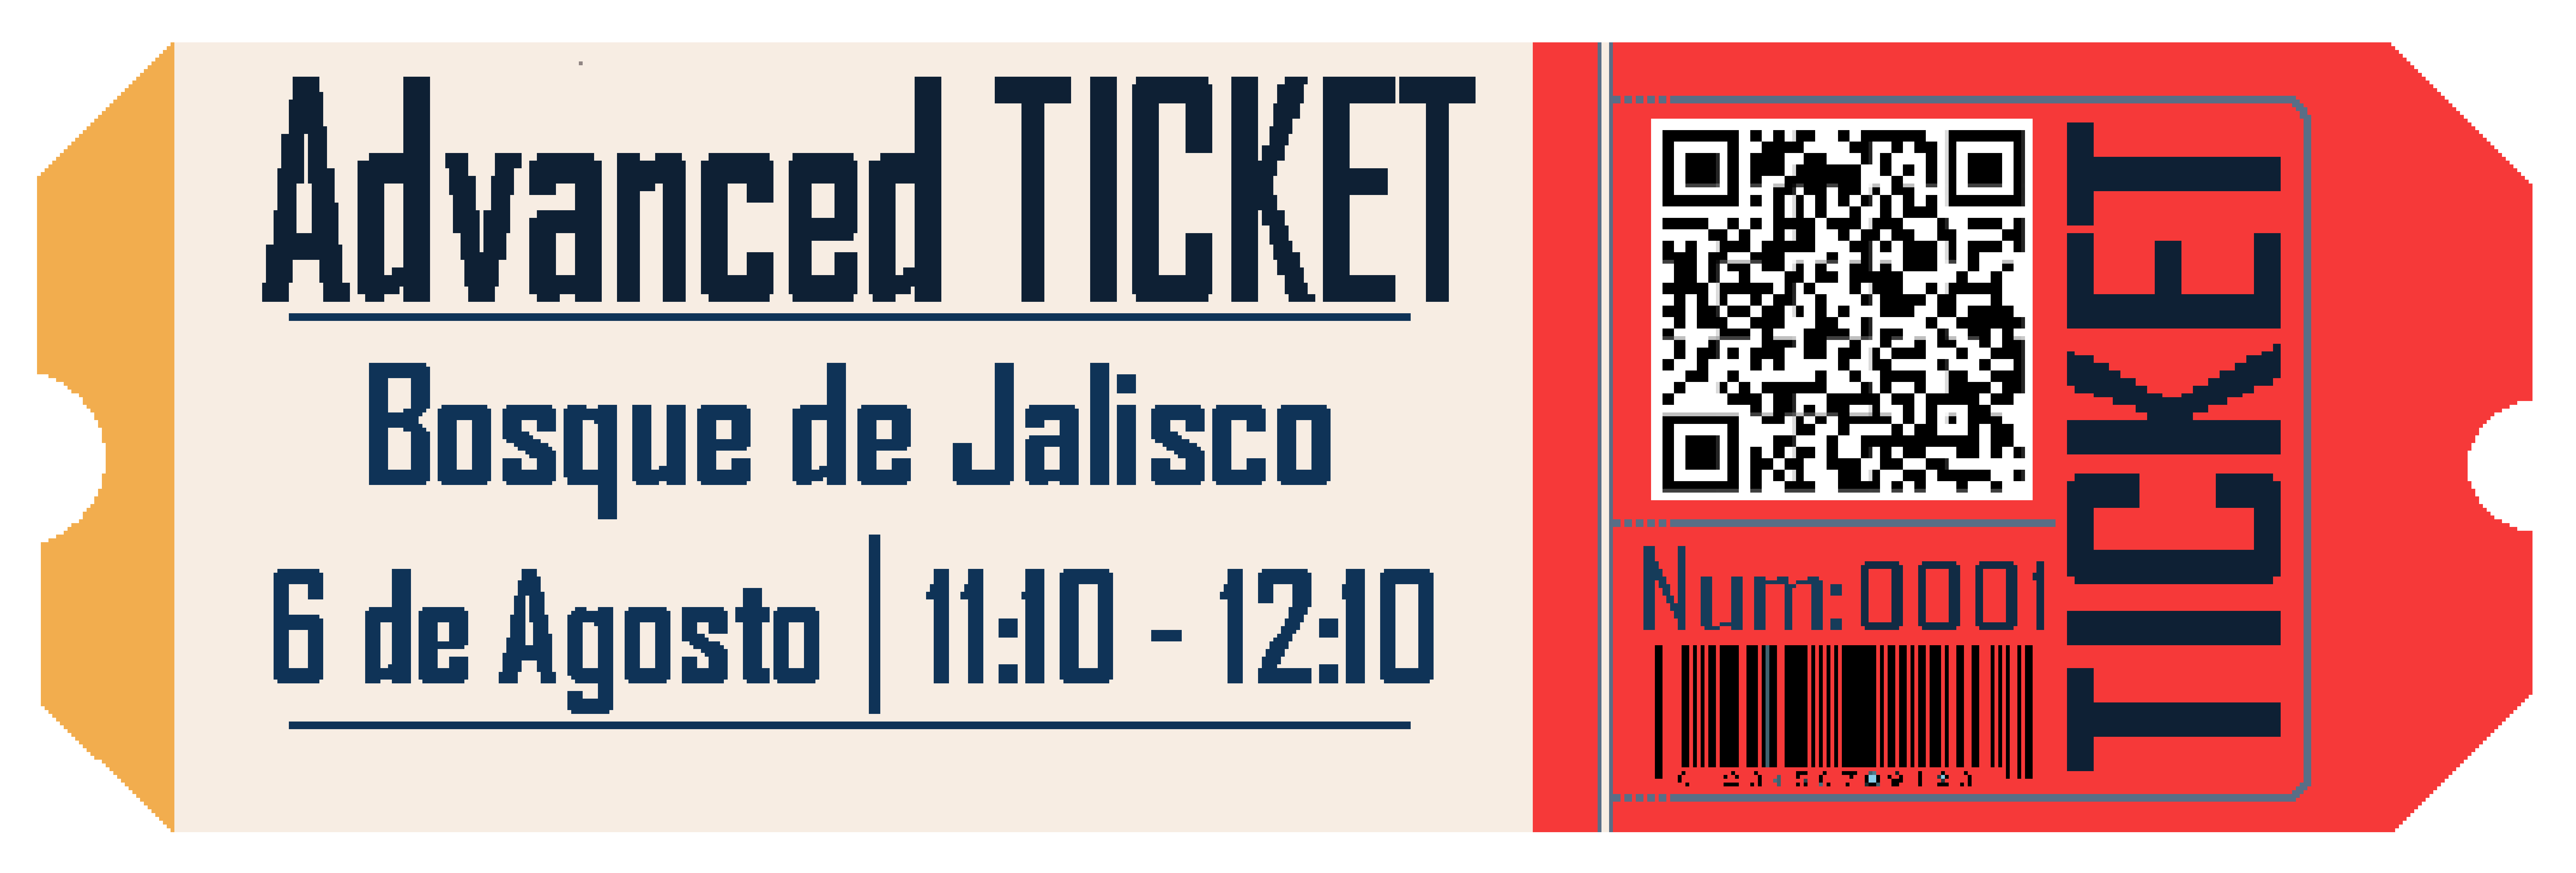 Advanced TICKET
Bosque de Jalisco
6 de Agosto | 11:10 - 12:10
Num:0001
TICKET